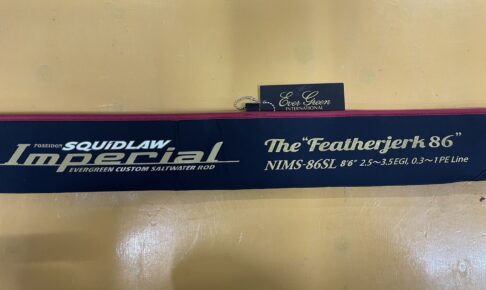 Ever Green
INTERNATIONAL
POSEIDON SQUIDLAW
Imperial
EVERGREEN CUSTOM SALTWATER ROD
The "Featherjerk 86"
NIMS-86SL 8'6" 2.5~3.5EGI, 0.3~1 PE Line